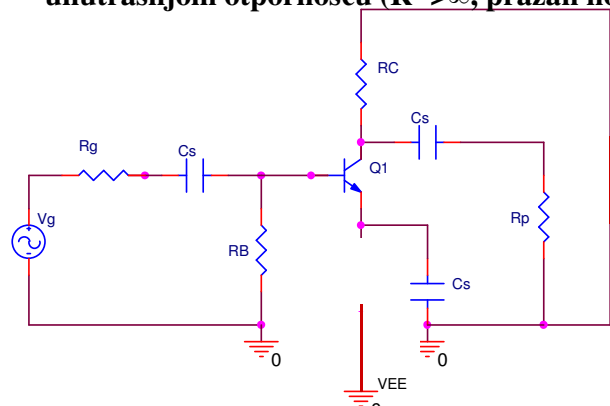 unutrašnjom otpornošću (R->∞, prazan ho
RC
Cs
Rg
Cs
Q1
Vg
Rp
RB
Cs
0
0
VEE